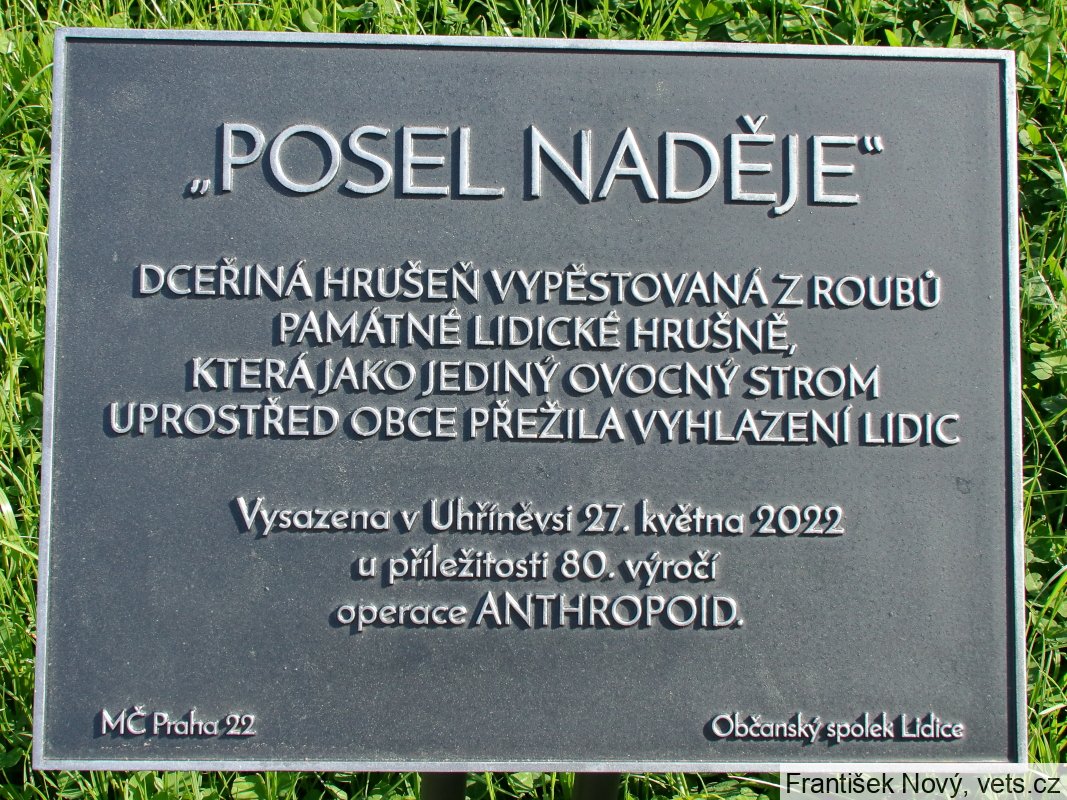 „POSEL NADĚJE“
DCEŘINÁ HRUŠEŇ VYPĚSTOVANÁ Z ROUBŮ
PAMÁTNÉ LIDICKÉ HRUŠNĚ,
KTERÁ JAKO JEDINÝ OVOCNÝ STROM
UPROSTŘED OBCE PŘEŽILA VYHLAZENÍ LIDIC
Vysazena v Uhříněvsi 27. května 2022
u příležitosti 80. výročí
operace ANTHROPOID.
MČ Praha 22
Občanský spolek Lidice
František Nový, vets.cz